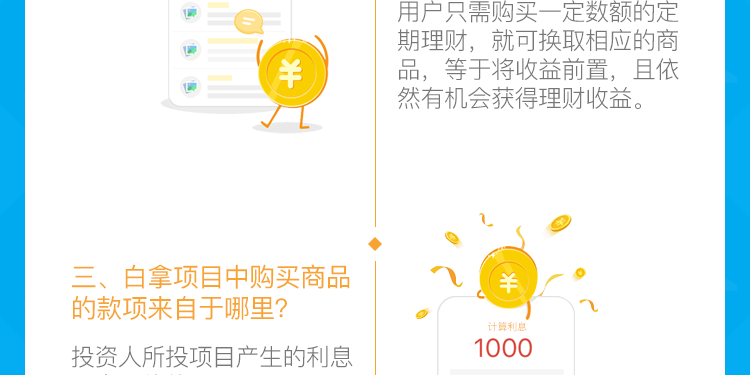 用户只需购买一定数额的定
期理财，就可换取相应的商
品，等于将收益前置，且依
然有机会获得理财收益。
¥
三、白拿项目中购买商品
的款项来自于哪里？
投资人所投项目产生的利息
¥
计算利息
1000